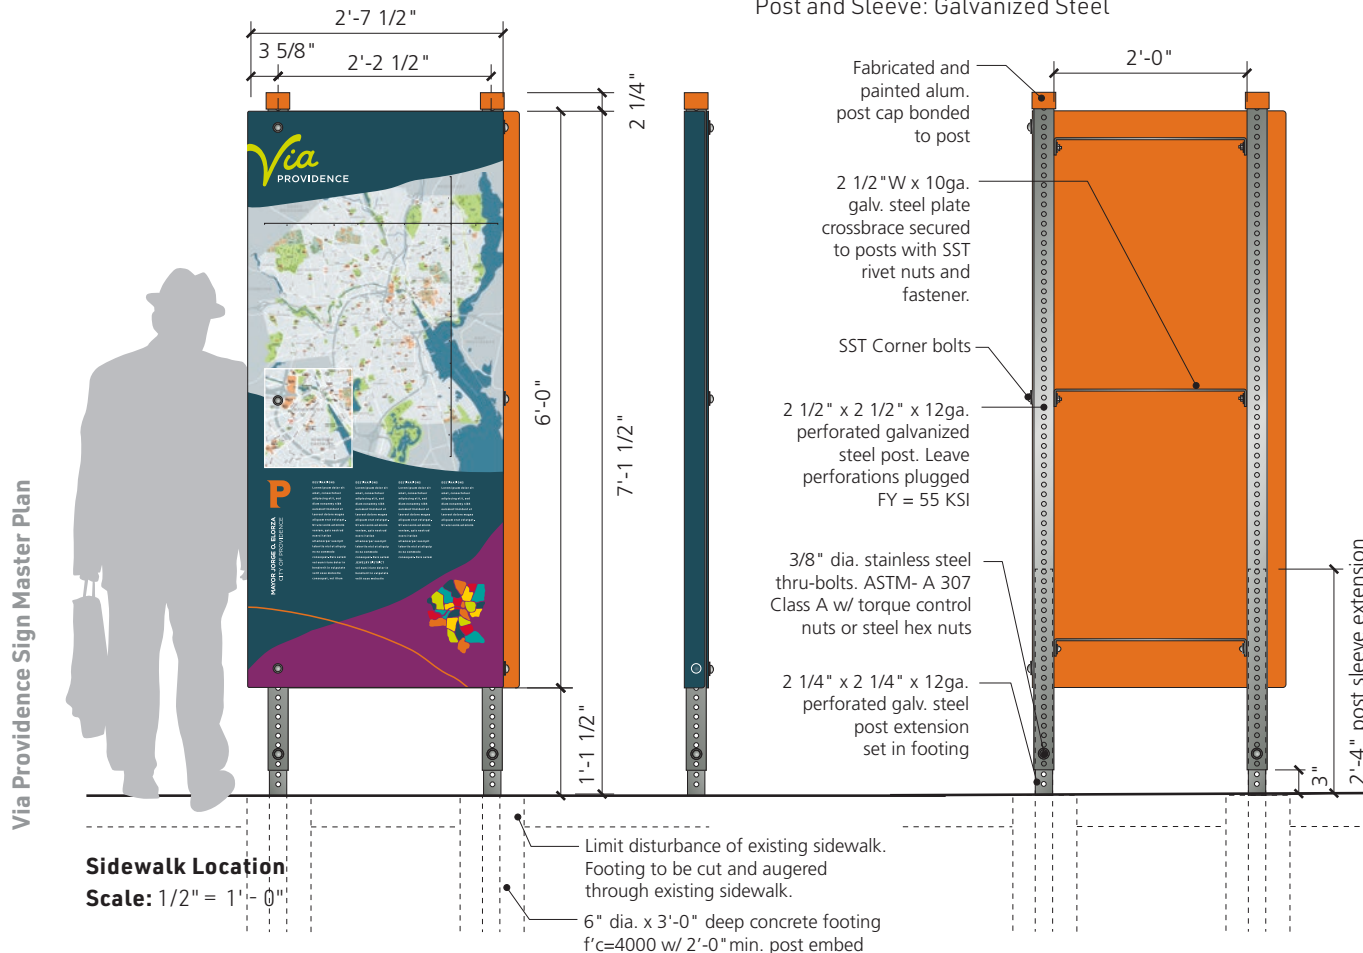 Post and Sleeve: Galvanized Steel
2'-7 1/2"
3 5/8"
2'-2 1/2"
2 1/4"
6'-0"
7'-1 1/2"
1'-1 1/2"
Via
PROVIDENCE
P
MAYOR JORGE O. ELORZA
CITY OF PROVIDENCE
Via Providence Sign Master Plan
Fabricated and
painted alum.
post cap bonded
to post
2 1/2"W x 10ga.
galv. steel plate
crossbrace secured
to posts with SST
rivet nuts and
fastener.
SST Corner bolts
2 1/2" x 2 1/2" x 12ga.
perforated galvanized
steel post. Leave
perforations plugged
FY = 55 KSI
3/8" dia. stainless steel
thru-bolts. ASTM- A 307
Class A w/ torque control
nuts or steel hex nuts
2 1/4" x 2 1/4" x 12ga.
perforated galv. steel
post extension
set in footing
2'-0"
3"
2'-4" post sleeve extension
Sidewalk Location
Scale: 1/2" = 1' - 0"
Limit disturbance of existing sidewalk.
Footing to be cut and augered
through existing sidewalk.
6" dia. x 3'-0" deep concrete footing
f'c=4000 w/ 2'-0"min. post embed